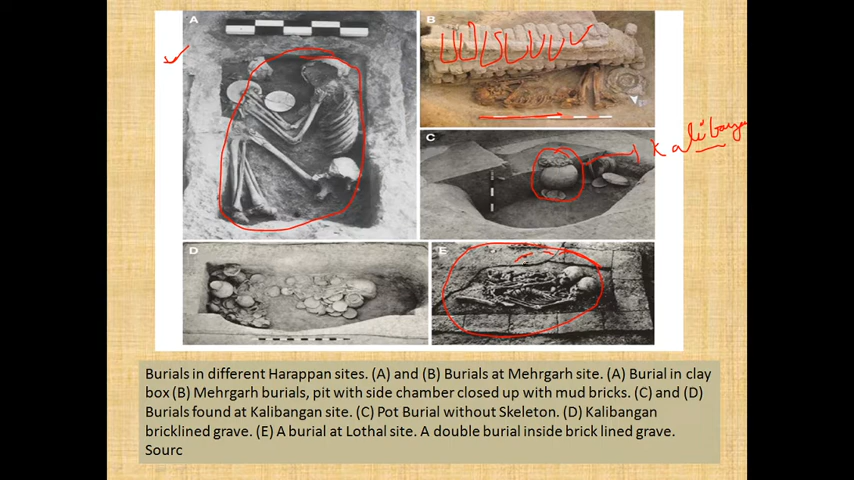 A
B
C
Kalibangan
D
E
Burials in different Harappan sites. (A) and (B) Burials at Mehrgarh site. (A) Burial in clay
box (B) Mehrgarh burials, pit with side chamber closed up with mud bricks. (C) and (D)
Burials found at Kalibangan site. (C) Pot Burial without Skeleton. (D) Kalibangan
bricklined grave. (E) A burial at Lothal site. A double burial inside brick lined grave.
Sourc